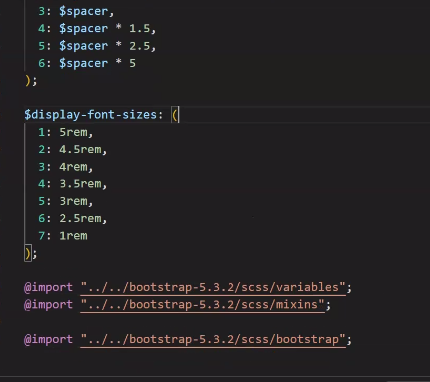 3: $spacer,
4: $spacer * 1.5,
5: $spacer * 2.5,
6: $spacer * 5
);
$display-font-sizes: (
1: 5rem,
2: 4.5rem,
3: 4rem,
4: 3.5rem,
5: 3rem,
6: 2.5rem,
7: 1rem
);
@import "../../bootstrap-5.3.2/scss/variables";
@import "../../bootstrap-5.3.2/scss/mixins";
@import "../../bootstrap-5.3.2/scss/bootstrap";